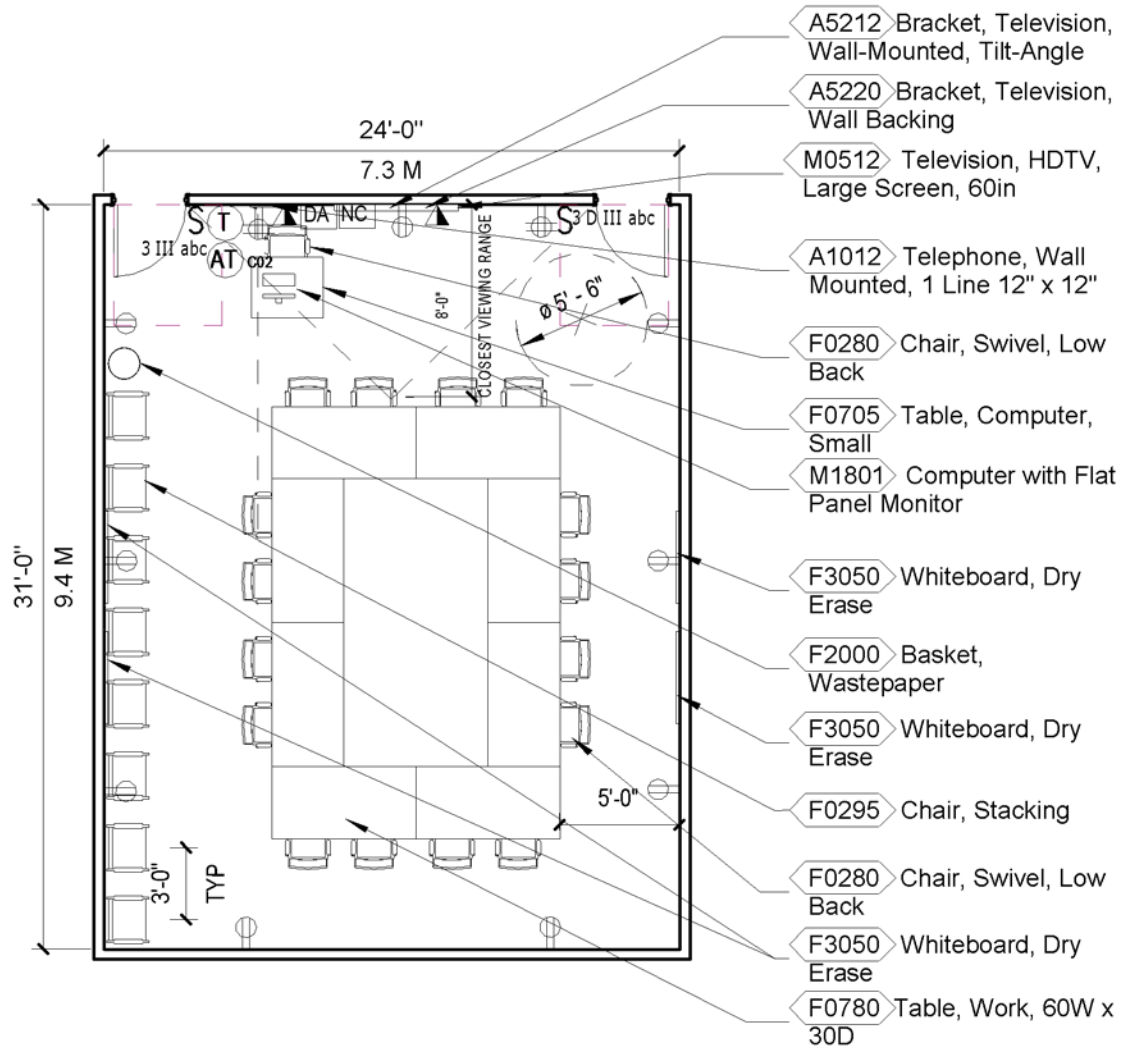 A5212 Bracket, Television,
Wall-Mounted, Tilt-Angle
A5220 Bracket, Television,
Wall Backing
M0512 Television, HDTV,
Large Screen, 60in
A1012 Telephone, Wall
Mounted, 1 Line 12" x 12"
F0280 Chair, Swivel, Low
Back
F0705 Table, Computer,
Small
M1801 Computer with Flat
Panel Monitor
F3050 Whiteboard, Dry
Erase
F2000 Basket,
Wastepaper
F3050 Whiteboard, Dry
Erase
F0295 Chair, Stacking
F0280 Chair, Swivel, Low
Back
F3050 Whiteboard, Dry
Erase
F0780 Table, Work, 60W x
30D
24'-0"
7.3 M
S T DA NC S 3 D III abc
3 III abc
AT CO2
ø 5' - 6"
8'-0"
CLOSEST VIEWING RANGE
31'-0"
9.4 M
5'-0"
3'-0"
TYP